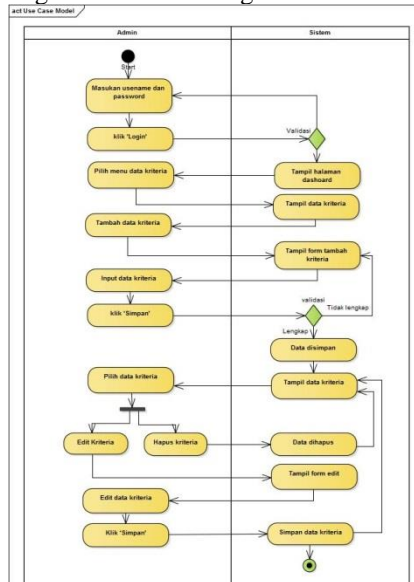 act Use Case Model
Admin
Sistem
Start
Masukan usename dan
password
klik 'Login'
Validasi
Tampil halaman
dashoard
Pilih menu data kriteria
Tampil data kriteria
Tambah data kriteria
Tampil form tambah
kriteria
Input data kriteria
klik 'Simpan'
validasi
Tidak lengkap
Lengkap
Data disimpan
Tampil data kriteria
Pilih data kriteria
Edit Kriteria
Hapus kriteria
Data dihapus
Tampil form edit
Edit data kriteria
Klik 'Simpan'
Simpan data kriteria